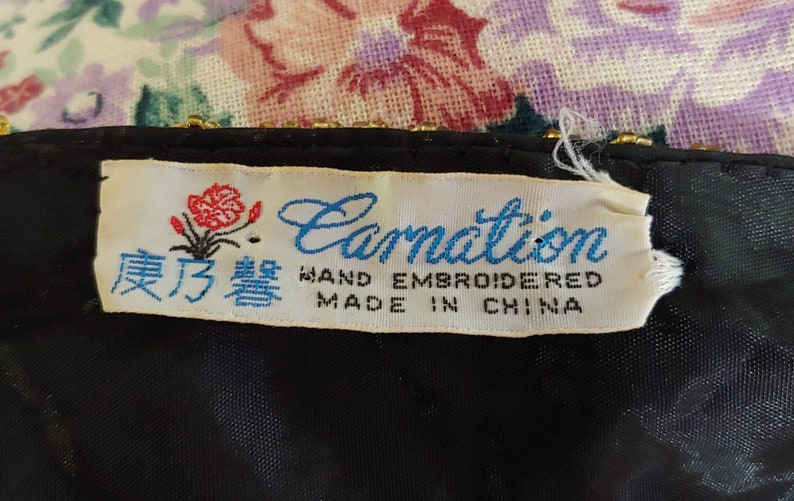 Carnation
康乃馨 HAND EMBROIDERED
MADE IN CHINA